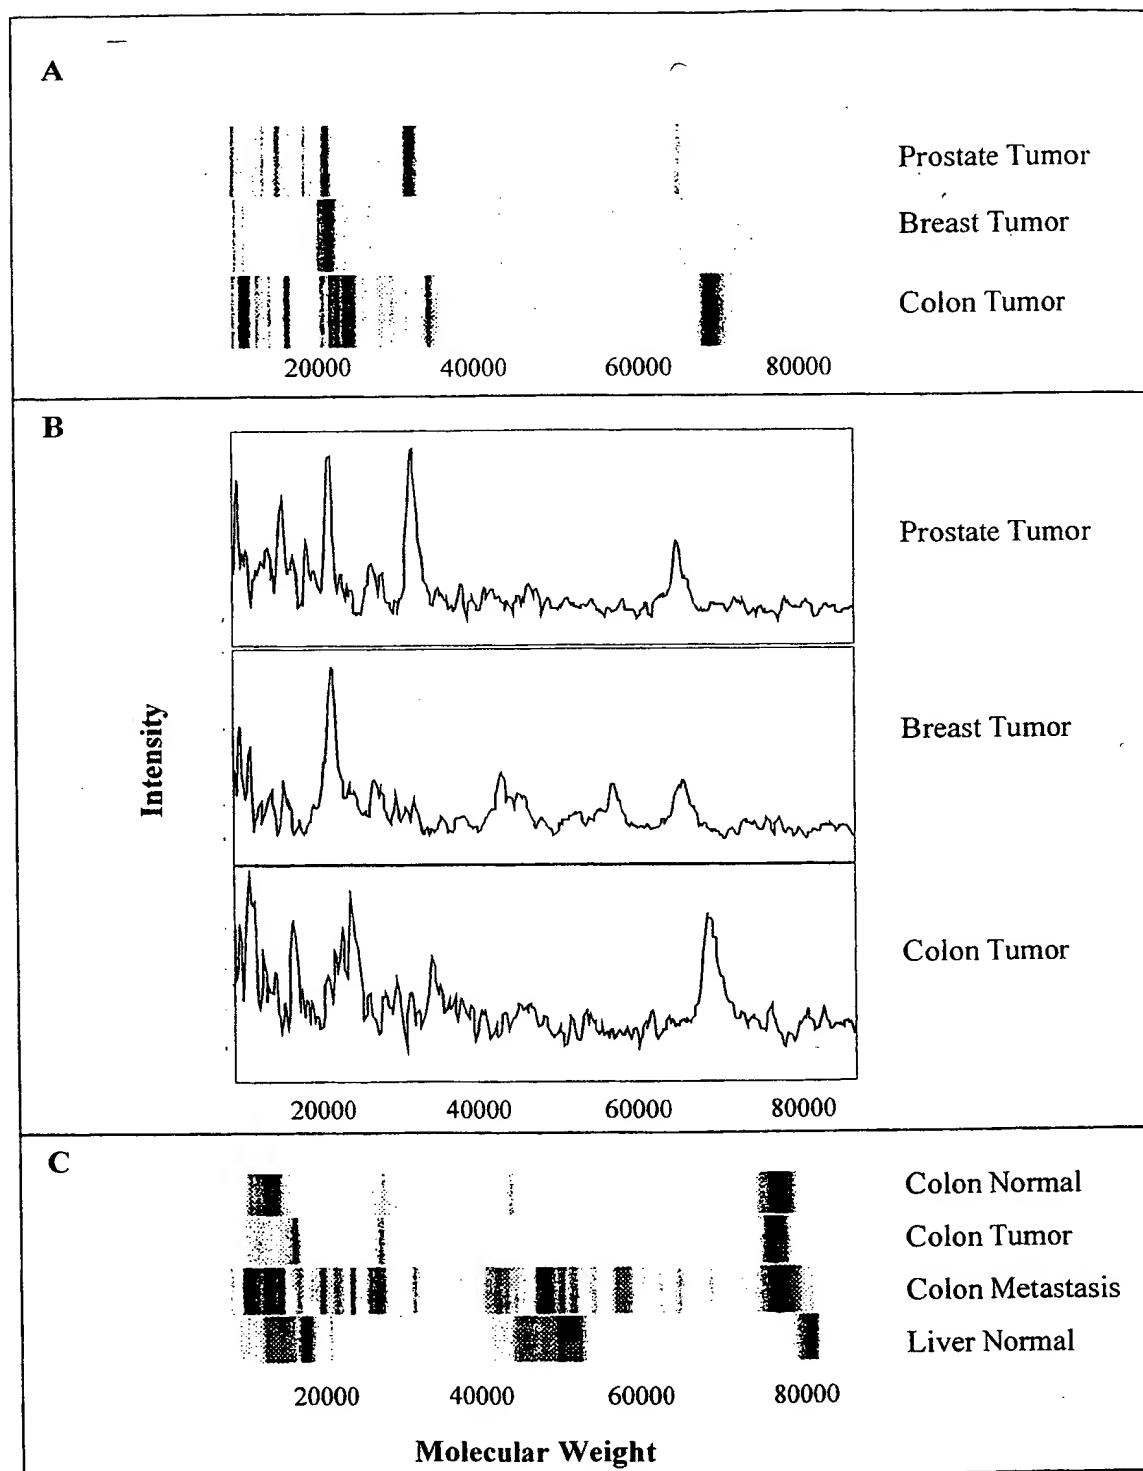 A
Prostate Tumor
Breast Tumor
Colon Tumor
20000 40000 60000 80000
B
Prostate Tumor
Breast Tumor
Intensity
Colon Tumor
20000 40000 60000 80000
C
Colon Normal
Colon Tumor
Colon Metastasis
Liver Normal
20000 40000 60000 80000
Molecular Weight